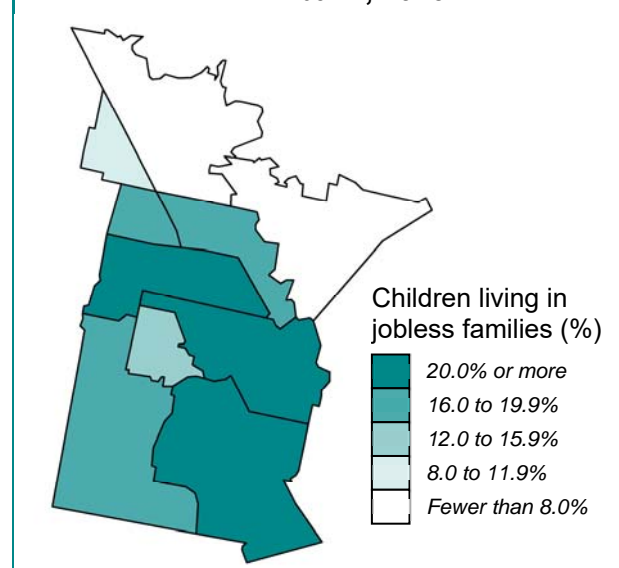 Children living in
jobless families (%)
20.0% or more
16.0 to 19.9%
12.0 to 15.9%
8.0 to 11.9%
Fewer than 8.0%